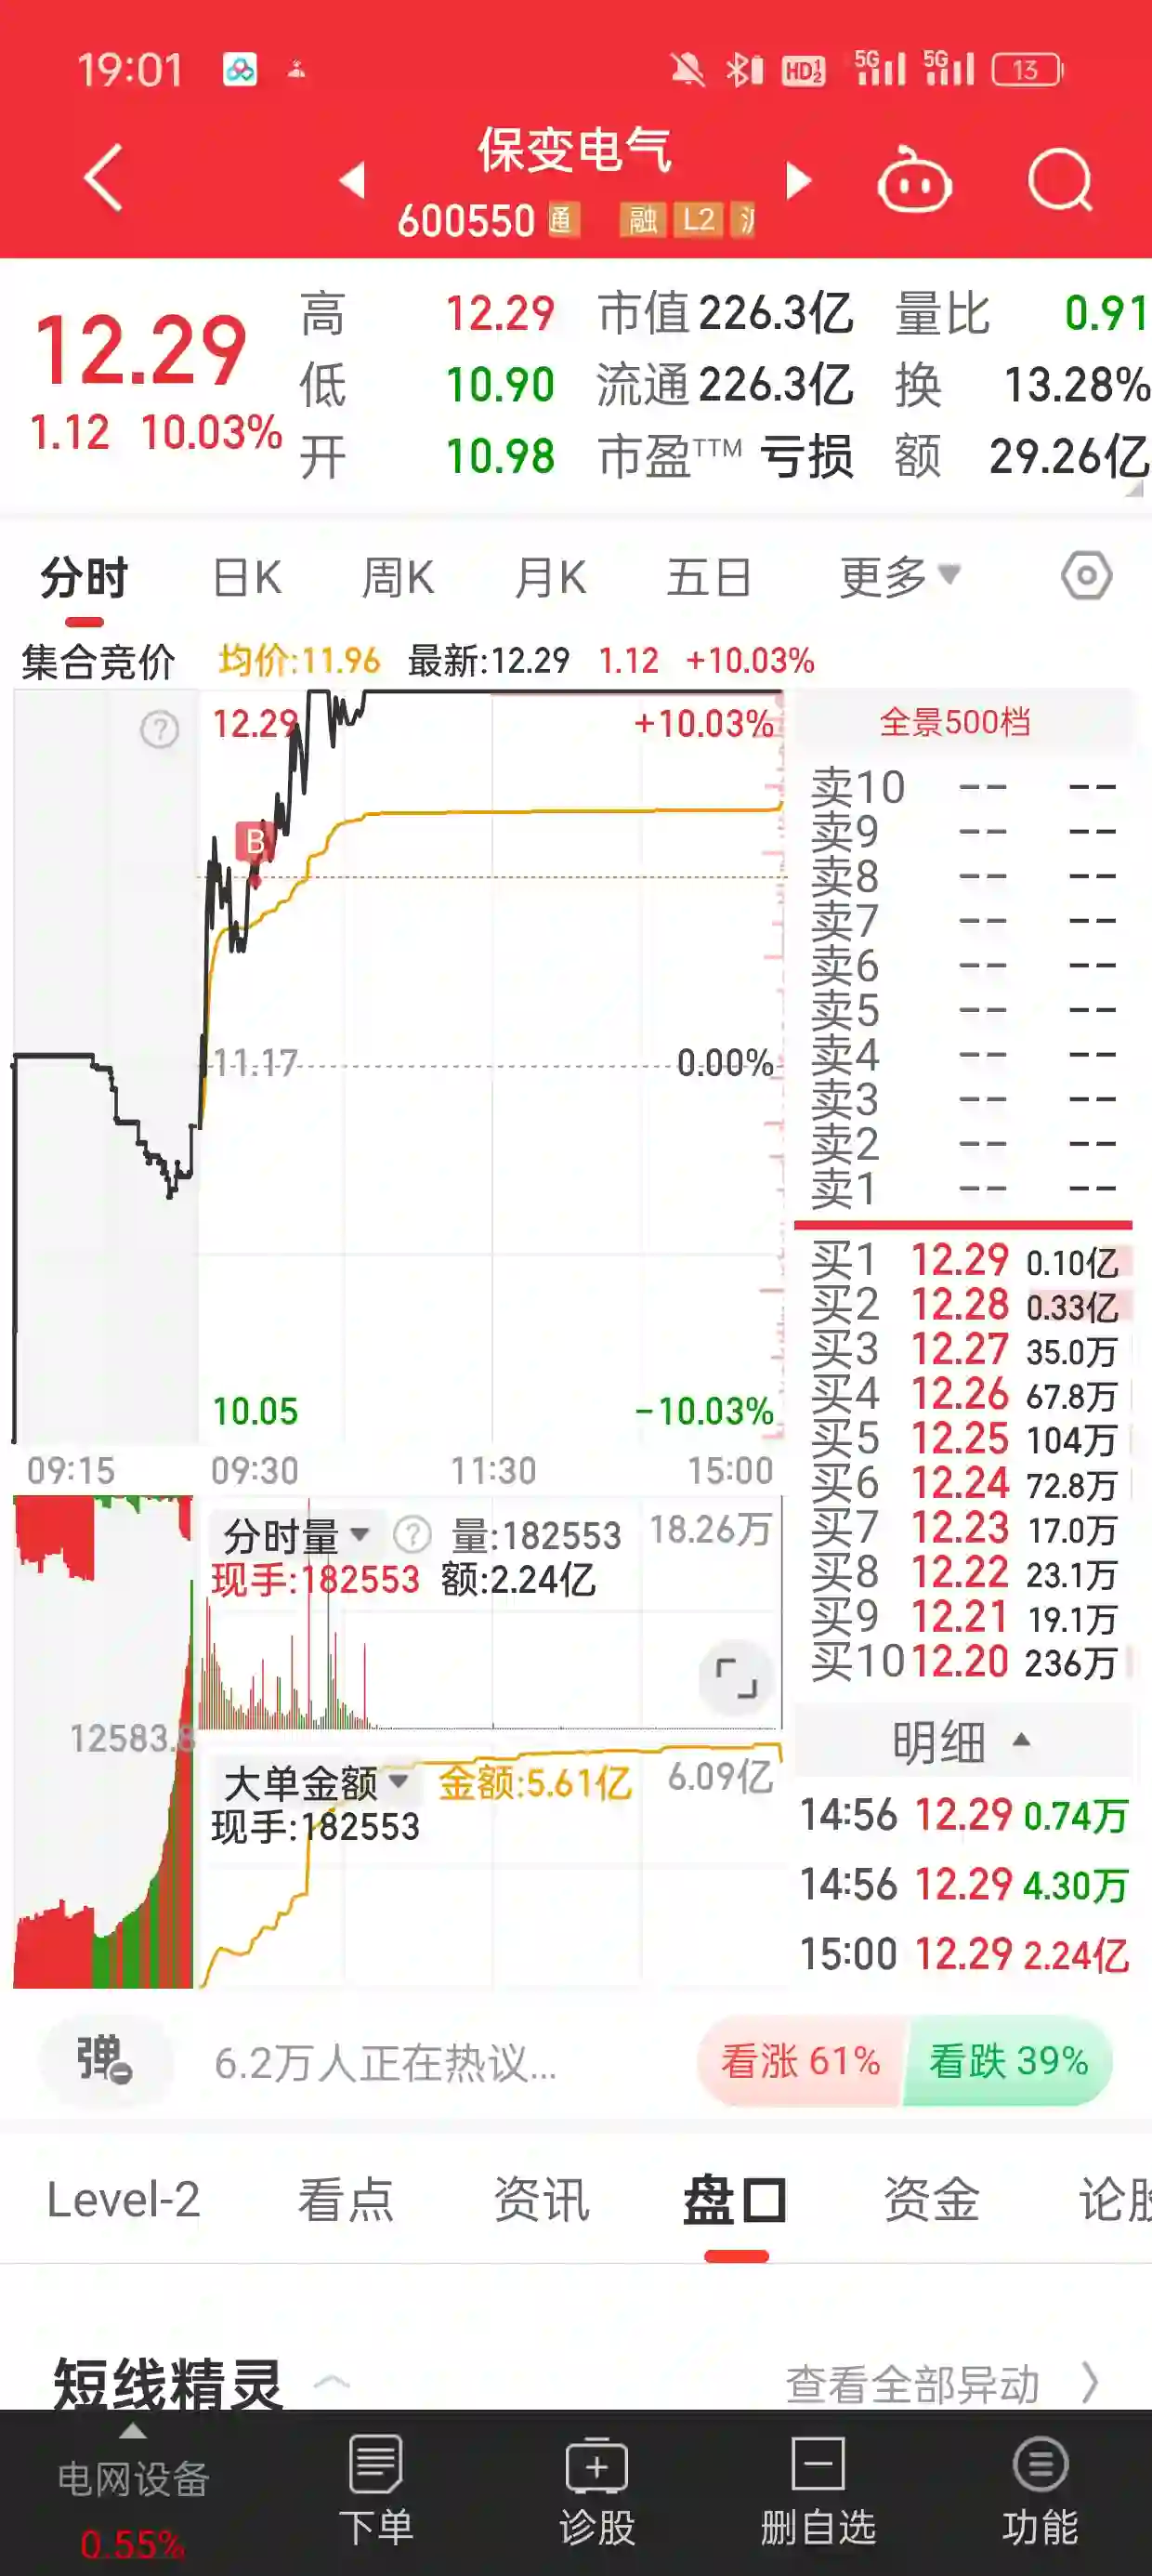 19:01 HD 1 2 5G 5G 13
保变电气
600550 通 融 L2
12.29 高 12.29 市值 226.3亿 量比 0.91
低 10.90 流通 226.3亿 换 13.28%
1.12 10.03% 开 10.98 市盈TTM 亏损 额 29.26亿
分时 日K 周K 月K 五日 更多
集合竞价 均价:11.96 最新:12.29 1.12 +10.03%
? 12.29 +10.03%
B
11.17 0.00%
10.05 -10.03%
09:15 09:30 11:30 15:00
分时量 ? 量:182553 18.26万
现手:182553 额:2.24亿
12583.8
大单金额 金额:5.61亿 6.09亿
现手:182553
全景500档
卖10 -- --
卖9 -- --
卖8 -- --
卖7 -- --
卖6 -- --
卖5 -- --
卖4 -- --
卖3 -- --
卖2 -- --
卖1 -- --
买1 12.29 0.10亿
买2 12.28 0.33亿
买3 12.27 35.0万
买4 12.26 67.8万
买5 12.25 104万
买6 12.24 72.8万
买7 12.23 17.0万
买8 12.22 23.1万
买9 12.21 19.1万
买10 12.20 236万
明细
14:56 12.29 0.74万
14:56 12.29 4.30万
15:00 12.29 2.24亿
弹 6.2万人正在热议... 看涨 61% 看跌 39%
Level-2 看点 资讯 盘口 资金 论股
短线精灵 查看全部异动
电网设备 下单 诊股 删自选 功能
0.55%